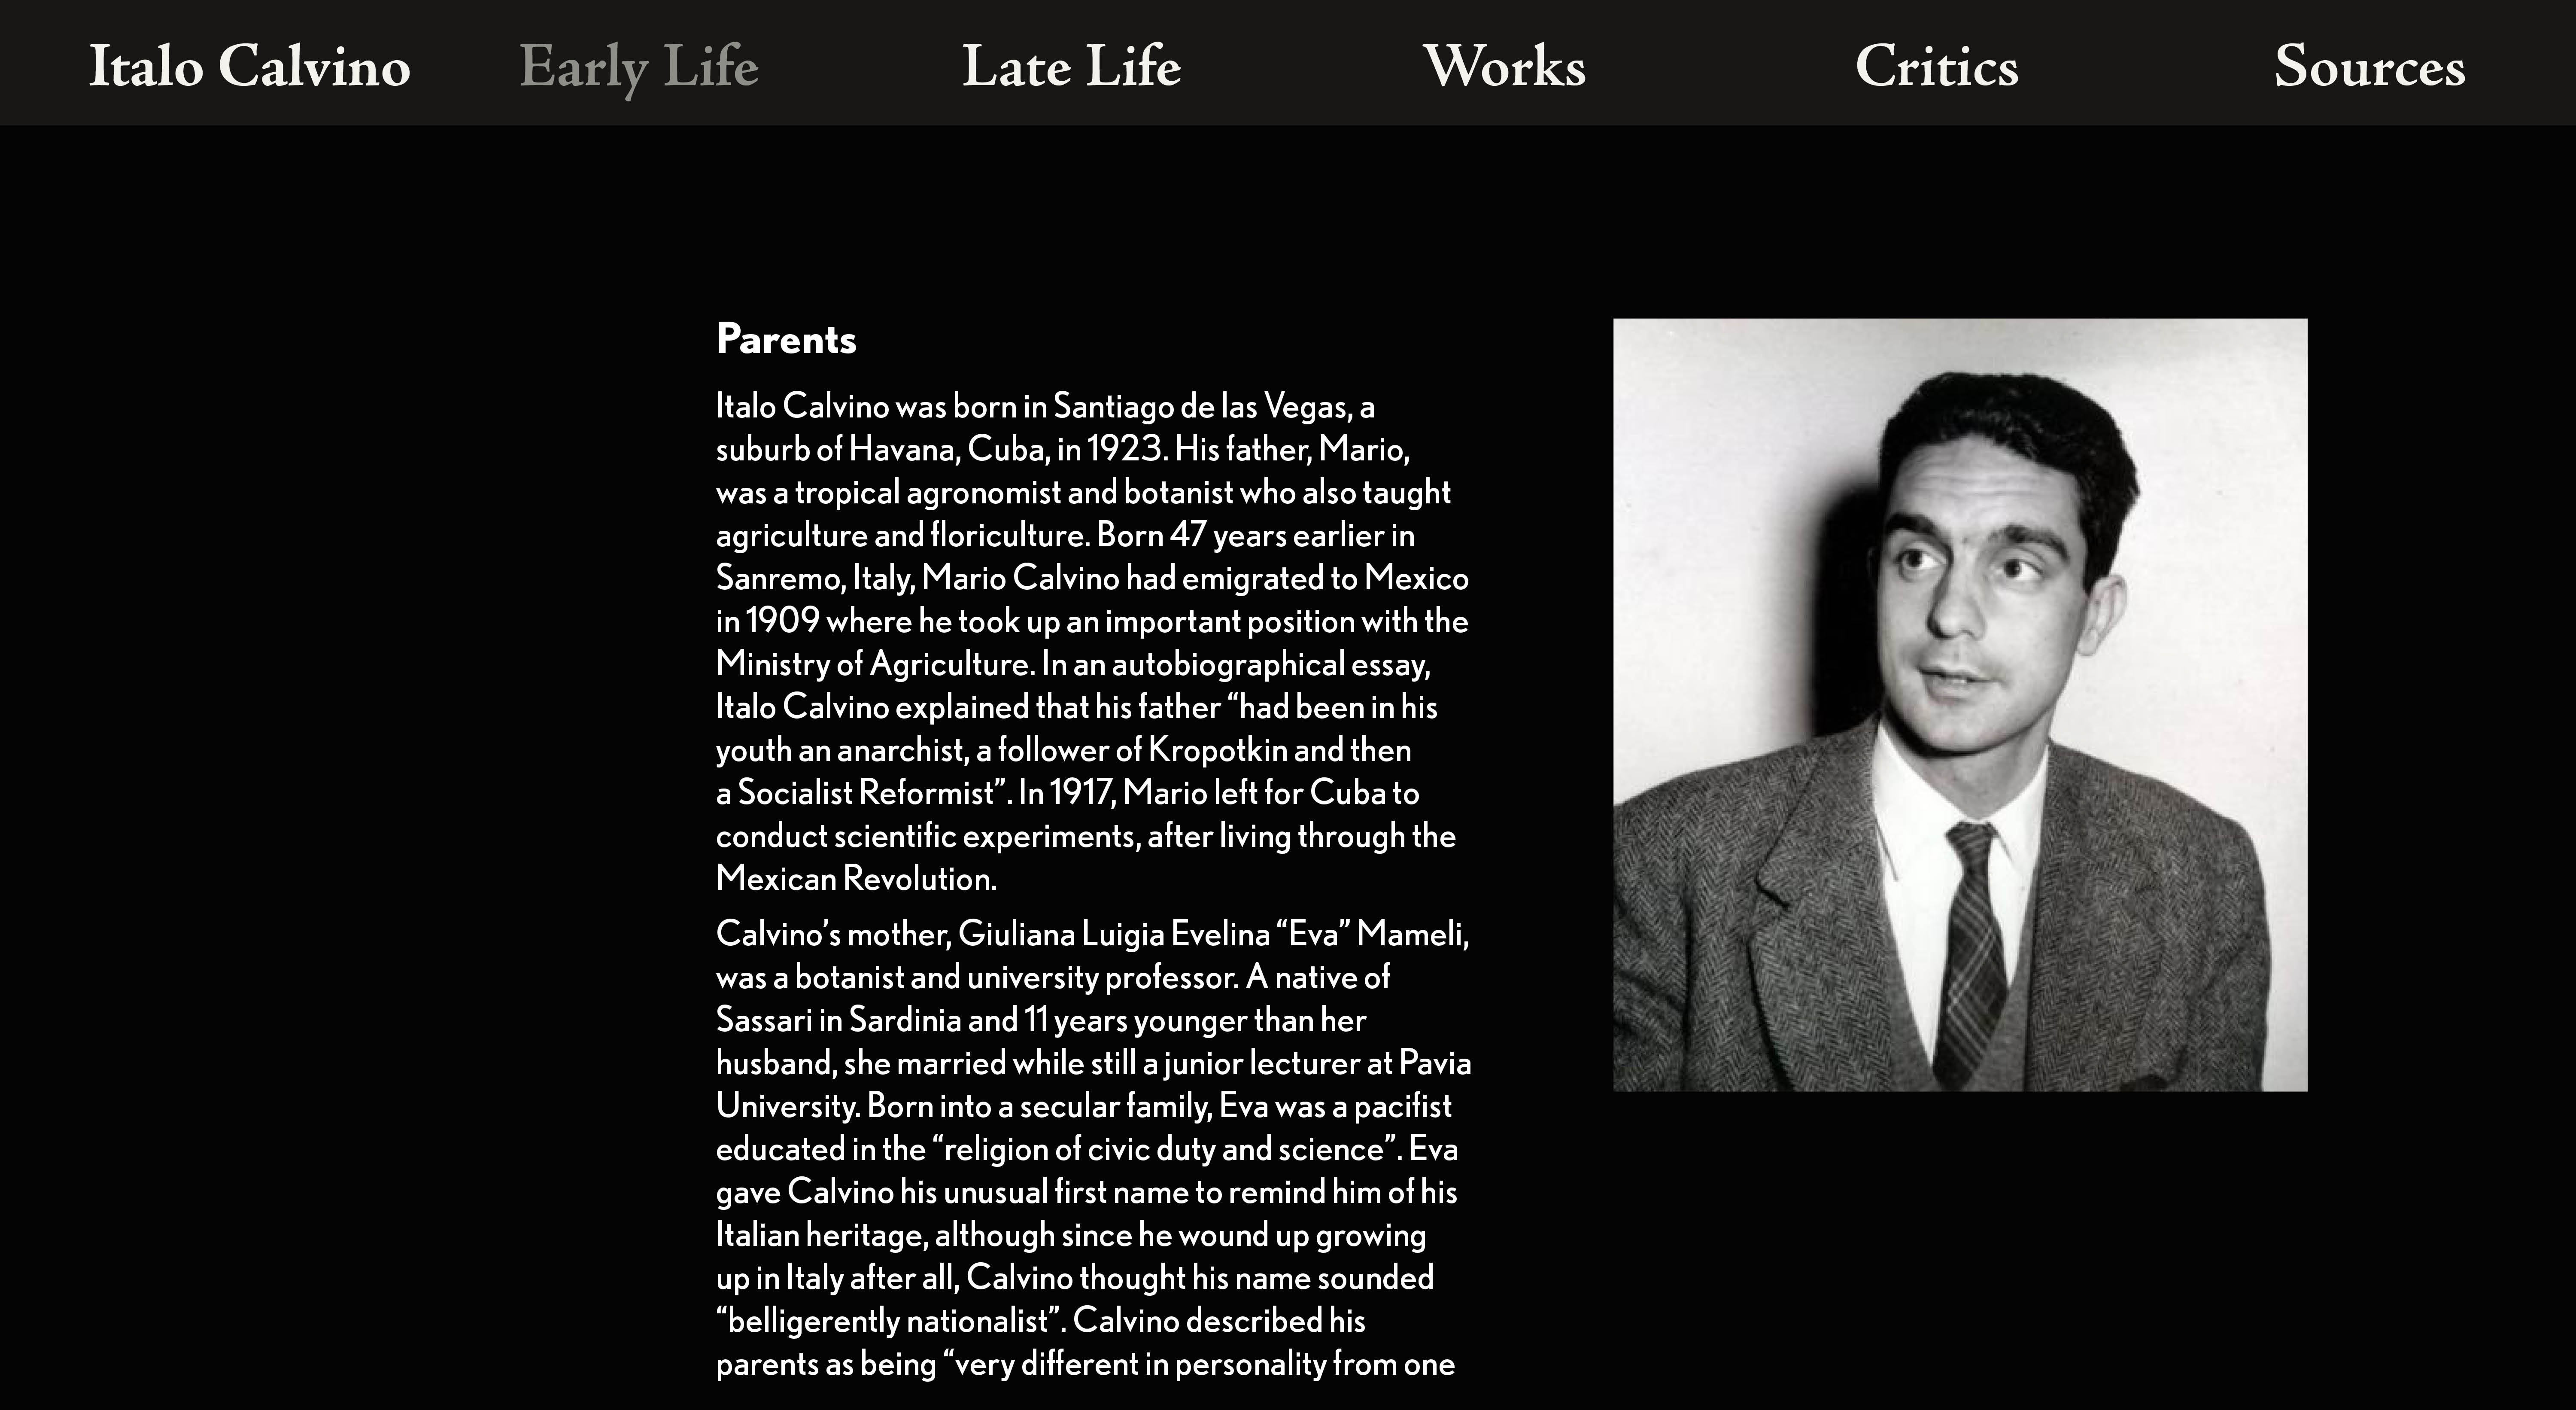 Italo Calvino Early Life Late Life Works Critics Sources
Parents
Italo Calvino was born in Santiago de las Vegas, a
suburb of Havana, Cuba, in 1923. His father, Mario,
was a tropical agronomist and botanist who also taught
agriculture and floriculture. Born 47 years earlier in
Sanremo, Italy, Mario Calvino had emigrated to Mexico
in 1909 where he took up an important position with the
Ministry of Agriculture. In an autobiographical essay,
Italo Calvino explained that his father “had been in his
youth an anarchist, a follower of Kropotkin and then
a Socialist Reformist”. In 1917, Mario left for Cuba to
conduct scientific experiments, after living through the
Mexican Revolution.
Calvino’s mother, Giuliana Luigia Evelina “Eva” Mameli,
was a botanist and university professor. A native of
Sassari in Sardinia and 11 years younger than her
husband, she married while still a junior lecturer at Pavia
University. Born into a secular family, Eva was a pacifist
educated in the “religion of civic duty and science”. Eva
gave Calvino his unusual first name to remind him of his
Italian heritage, although since he wound up growing
up in Italy after all, Calvino thought his name sounded
“belligerently nationalist”. Calvino described his
parents as being “very different in personality from one